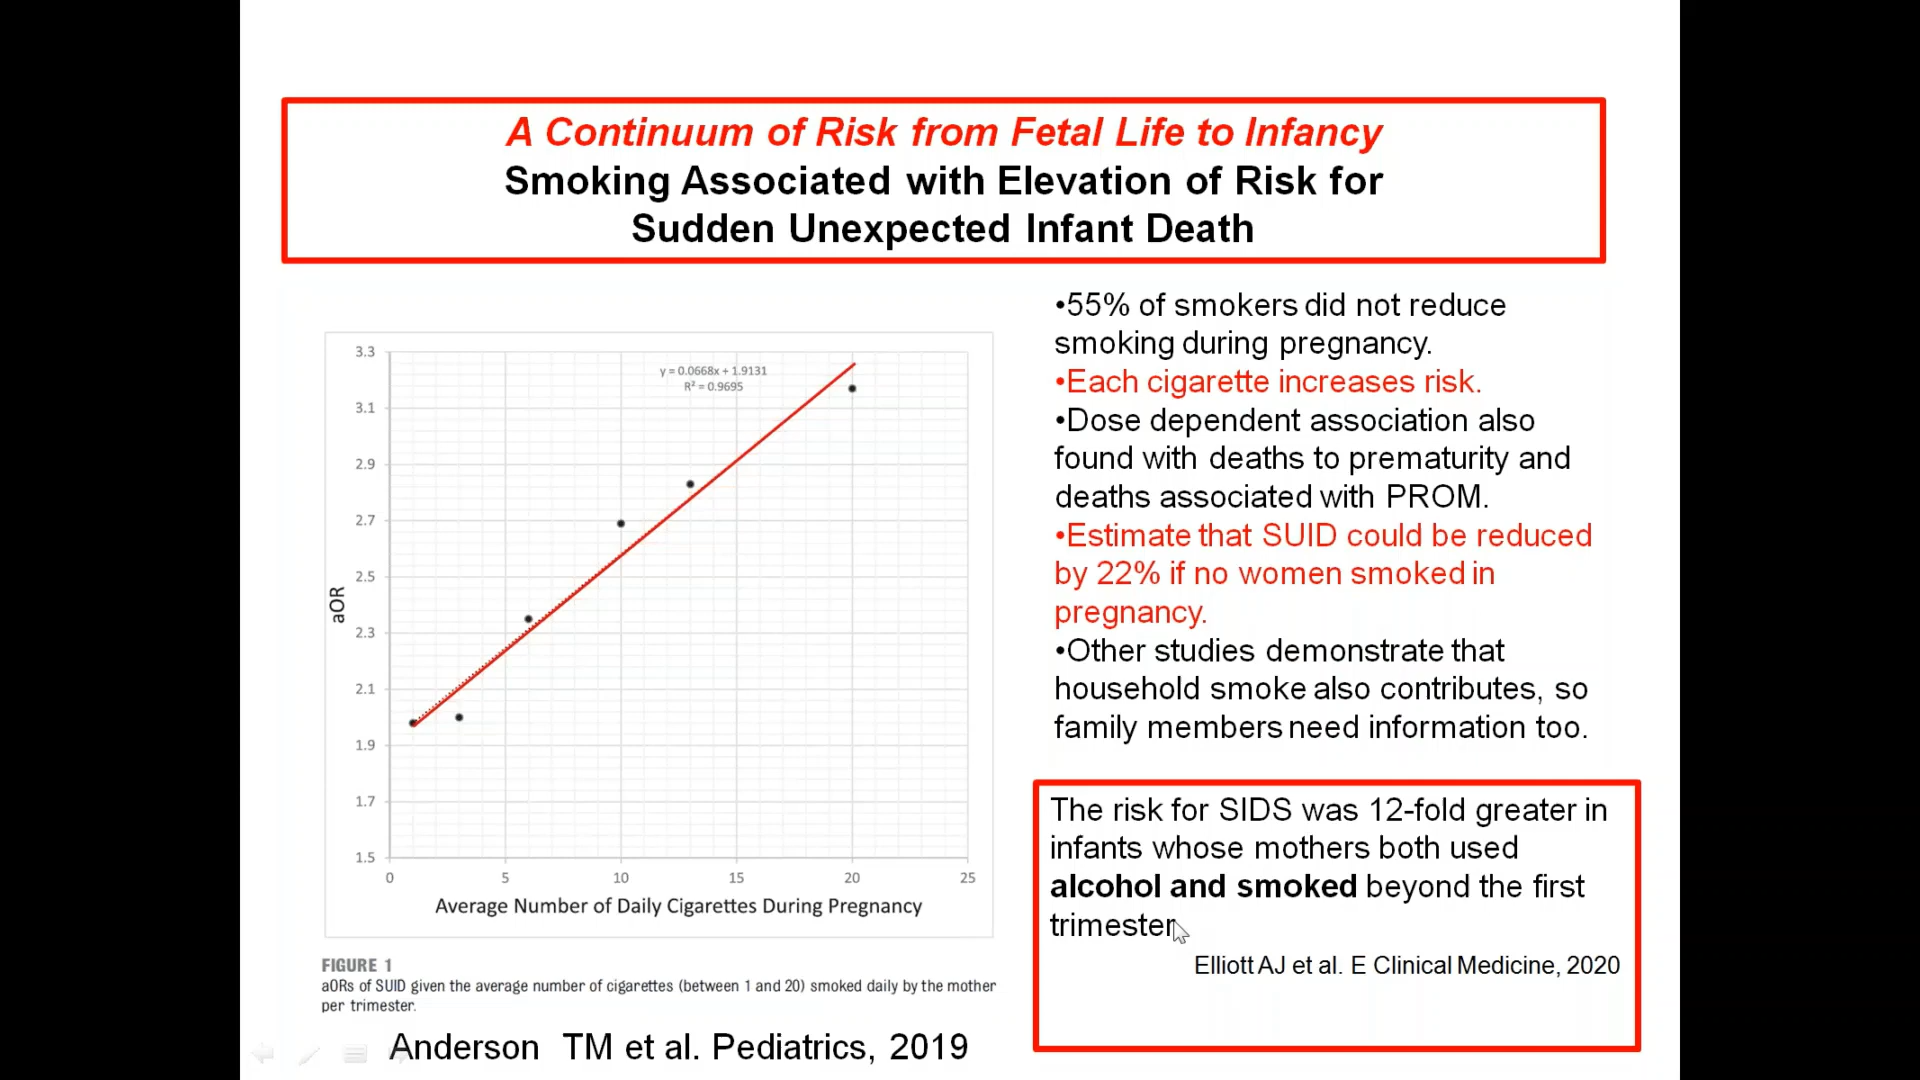 A Continuum of Risk from Fetal Life to Infancy
Smoking Associated with Elevation of Risk for
Sudden Unexpected Infant Death
3.3
3.1
2.9
2.7
2.5
2.3
2.1
1.9
1.7
1.5
aOR
y = 0.0668x + 1.9131
R² = 0.9695
0 5 10 15 20 25
Average Number of Daily Cigarettes During Pregnancy
FIGURE 1
aORs of SUID given the average number of cigarettes (between 1 and 20) smoked daily by the mother
per trimester.
Anderson TM et al. Pediatrics, 2019
•55% of smokers did not reduce
smoking during pregnancy.
•Each cigarette increases risk.
•Dose dependent association also
found with deaths to prematurity and
deaths associated with PROM.
•Estimate that SUID could be reduced
by 22% if no women smoked in
pregnancy.
•Other studies demonstrate that
household smoke also contributes, so
family members need information too.
The risk for SIDS was 12-fold greater in
infants whose mothers both used
alcohol and smoked beyond the first
trimester
Elliott AJ et al. E Clinical Medicine, 2020